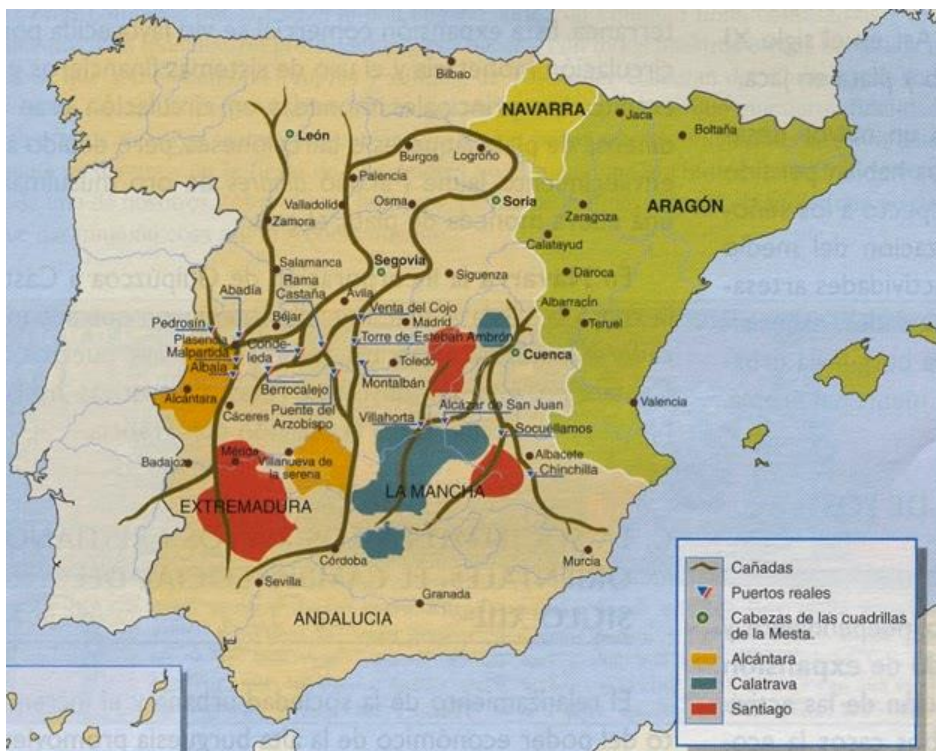 Bilbao
NAVARRA
Jaca
Boltaña
León
Burgos
Logroño
Palencia
Soria
ARAGÓN
Valladolid
Osma
Zaragoza
Zamora
Calatayud
Segovia
Salamanca
Siguenza
Daroca
Rama
Castaña
Abadía
Ávila
Albarracín
Pedrosín
Béjar
Venta del Cojo
Madrid
Teruel
Plasencia
Conde-
leda
Torre de Esteban Ambrón
Malpartida
Cuenca
Albala
Toledo
Berrocalejo
Montalbán
Alcántara
Cáceres
Puente del
Arzobispo
Alcázar de San Juan
Valencia
Villahorta
Socuéllamos
Mérida
Albacete
Badajoz
Villanueva de
la serena
Chinchilla
LA MANCHA
EXTREMADURA
Córdoba
Murcia
Sevilla
Granada
ANDALUCIA
Cañadas
Puertos reales
Cabezas de las cuadrillas
de la Mesta.
Alcántara
Calatrava
Santiago